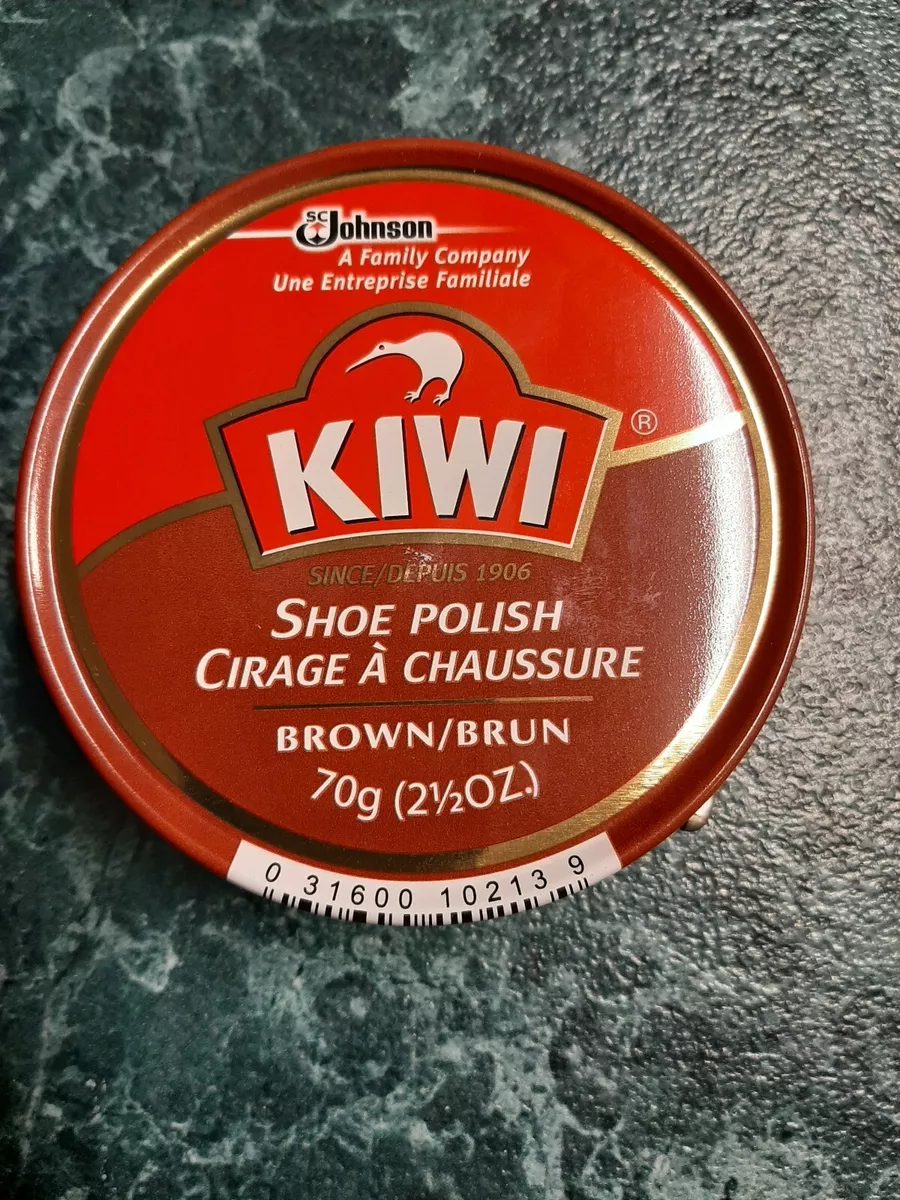 SC Johnson
A Family Company
Une Entreprise Familiale
KIWI ®
SINCE/DEPUIS 1906
SHOE POLISH
CIRAGE À CHAUSSURE
BROWN/BRUN
70g (2½OZ.)
0 31600 10213 9